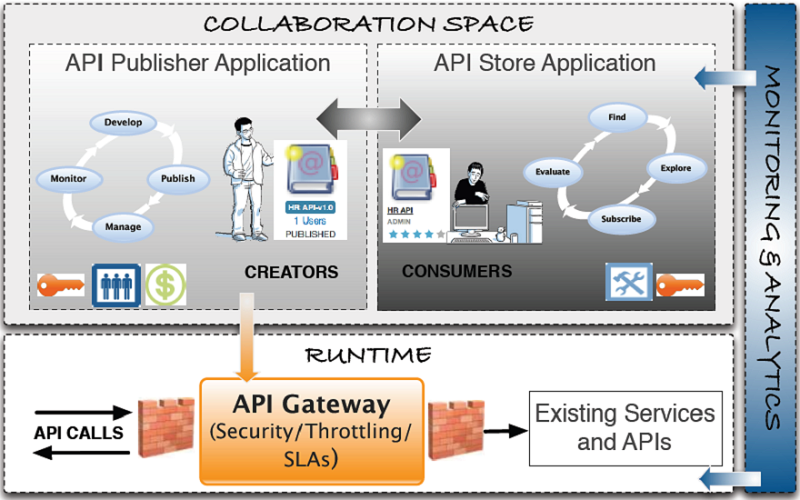 COLLABORATION SPACE
API Publisher Application
Develop
Monitor
Publish
Manage
@
HR API-v1.0
1 Users
PUBLISHED
CREATORS
$
API Store Application
@
HR API
ADMIN
Find
Evaluate
Explore
Subscribe
CONSUMERS
MONITORING & ANALYTICS
RUNTIME
API CALLS
API Gateway
(Security/Throttling/
SLAs)
Existing Services
and APIs